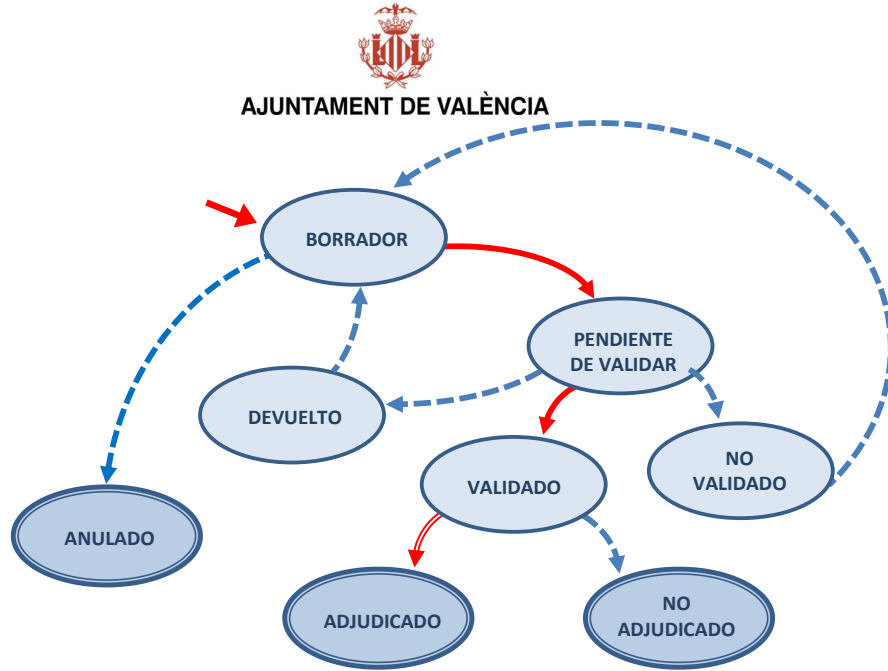 AJUNTAMENT DE VALÈNCIA
BORRADOR
PENDIENTE
DE VALIDAR
DEVUELTO
NO
VALIDADO
VALIDADO
ANULADO
ADJUDICADO
NO
ADJUDICADO